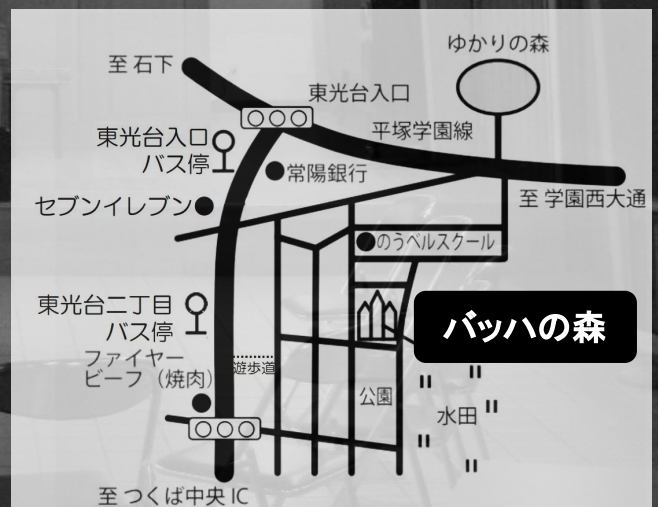 ゆかりの森
至 石下
東光台入口
平塚学園線
東光台入口
バス停
常陽銀行
至 学園西大通
セブンイレブン
のうベルスクール
東光台二丁目
バス停
バッハの森
ファイヤー
ビーフ（焼肉）
遊歩道
公園
水田
至 つくば中央 IC